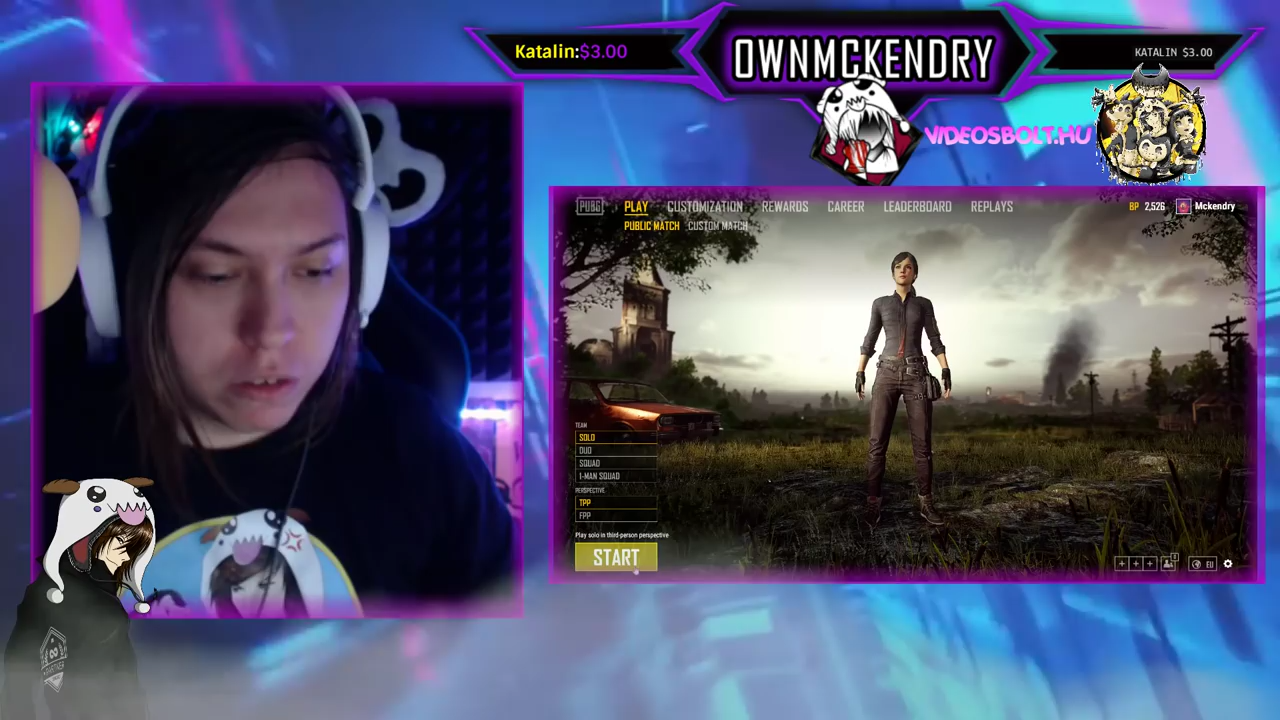 Katalin:$3.00
OWNMCKENDRY
KATALIN $3.00
VIDEOSBOLT.HU
PUBG
PLAY CUSTOMIZATION REWARDS CAREER LEADERBOARD REPLAYS
BP 2,526 Mckendry
PUBLIC MATCH CUSTOM MATCH
TEAM
SOLO
DUO
SQUAD
1-MAN SQUAD
PERSPECTIVE
TPP
FPP
Play solo in third-person perspective
START
EU